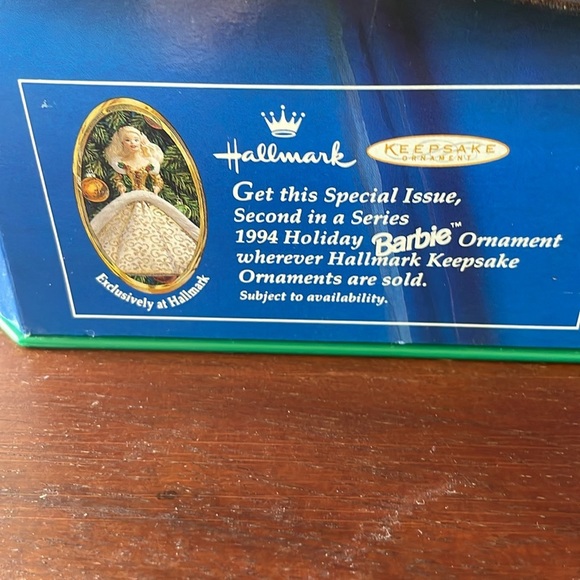 Hallmark
KEEPSAKE
ORNAMENT
Get this Special Issue,
Second in a Series
1994 Holiday Barbie™ Ornament
wherever Hallmark Keepsake
Ornaments are sold.
Subject to availability.
Exclusively at Hallmark